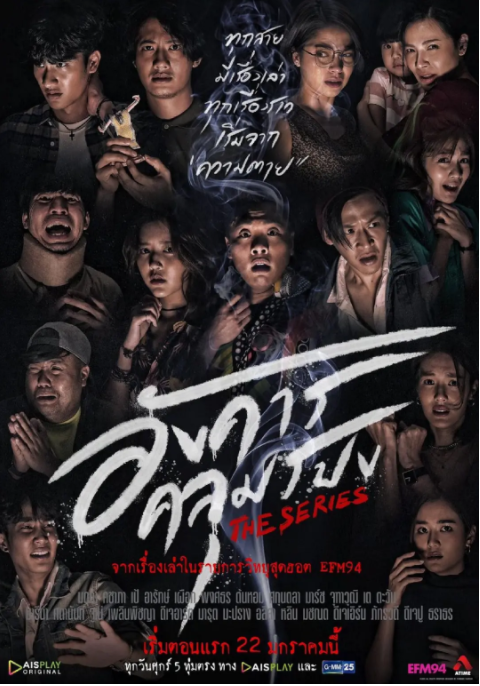 ทุกสาย
มีเรื่องเล่า
ทุกเรื่องราว
เริ่มจาก
"ความตาย"
อังคาร
คลุมโปง
THE SERIES
จากเรื่องเล่าในรายการวิทยุสุดฮอต EFM94
เริ่มตอนแรก 22 มกราคมนี้
AISPLAY ORIGINAL
ทุกวันศุกร์ 5 ทุ่มตรง ทาง AISPLAY และ GMM 25
EFM94 ATIME